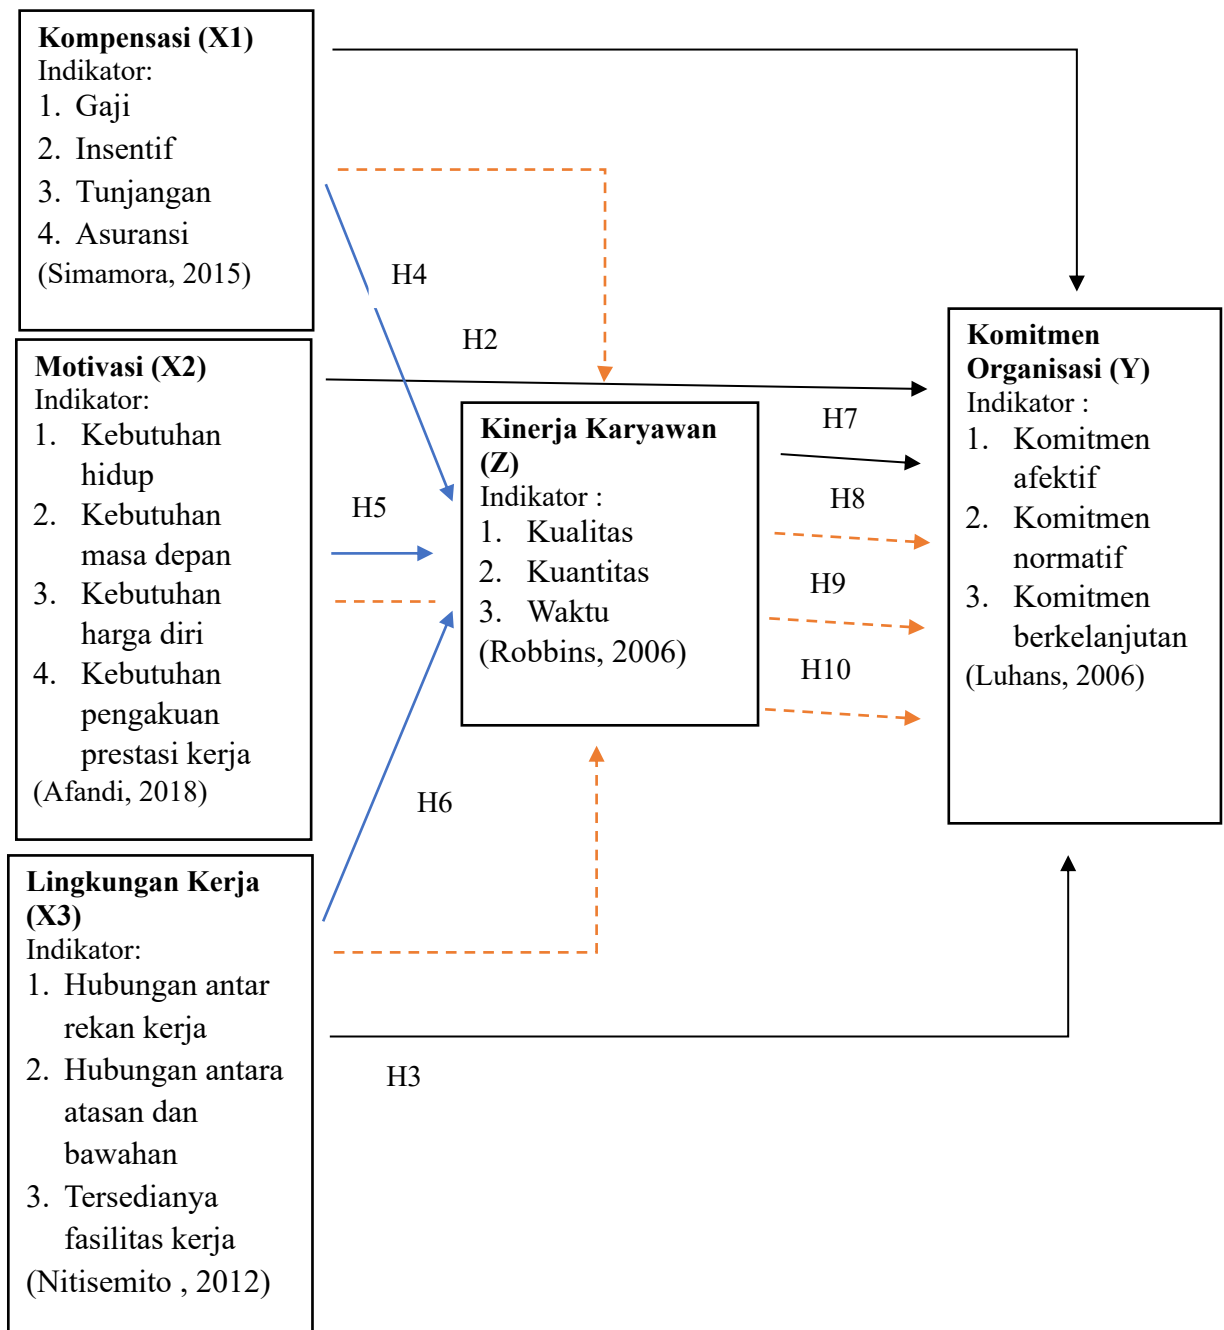 Kompensasi (X1)
Indikator:
1. Gaji
2. Insentif
3. Tunjangan
4. Asuransi
(Simamora, 2015)
H4
H2
Motivasi (X2)
Indikator:
1. Kebutuhan
hidup
2. Kebutuhan
masa depan
3. Kebutuhan
harga diri
4. Kebutuhan
pengakuan
prestasi kerja
(Afandi, 2018)
H5
H6
Kinerja Karyawan
(Z)
Indikator :
1. Kualitas
2. Kuantitas
3. Waktu
(Robbins, 2006)
H7
H8
H9
H10
Komitmen
Organisasi (Y)
Indikator :
1. Komitmen
afektif
2. Komitmen
normatif
3. Komitmen
berkelanjutan
(Luhans, 2006)
Lingkungan Kerja
(X3)
Indikator:
1. Hubungan antar
rekan kerja
2. Hubungan antara
atasan dan
bawahan
3. Tersedianya
fasilitas kerja
(Nitisemito , 2012)
H3